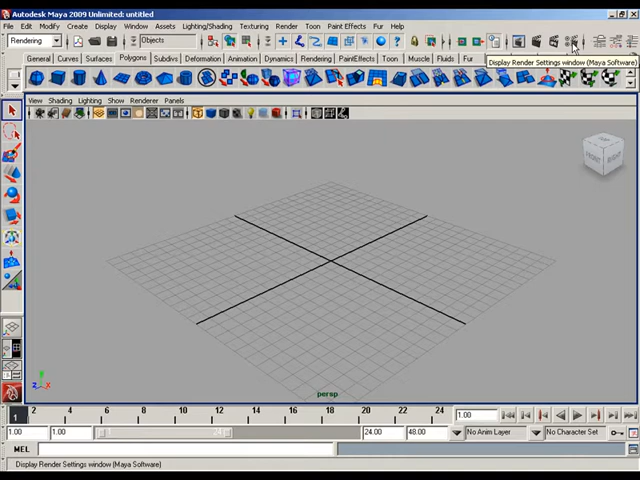 Autodesk Maya 2009 Unlimited: untitled
File Edit Modify Create Display Window Assets Lighting/Shading Texturing Render Toon Paint Effects Fur Help
Rendering Objects
Display Render Settings window (Maya Software)
General Curves Surfaces Polygons Subdivs Deformation Animation Dynamics Rendering PaintEffects Toon Muscle Fluids Fur
View Shading Lighting Show Renderer Panels
TOP
FRONT RIGHT
y
z x
persp
1 2 4 6 8 10 12 14 16 18 20 22 24 1.00
1.00 1.00 24.00 48.00 No Anim Layer No Character Set
MEL
Display Render Settings window (Maya Software)